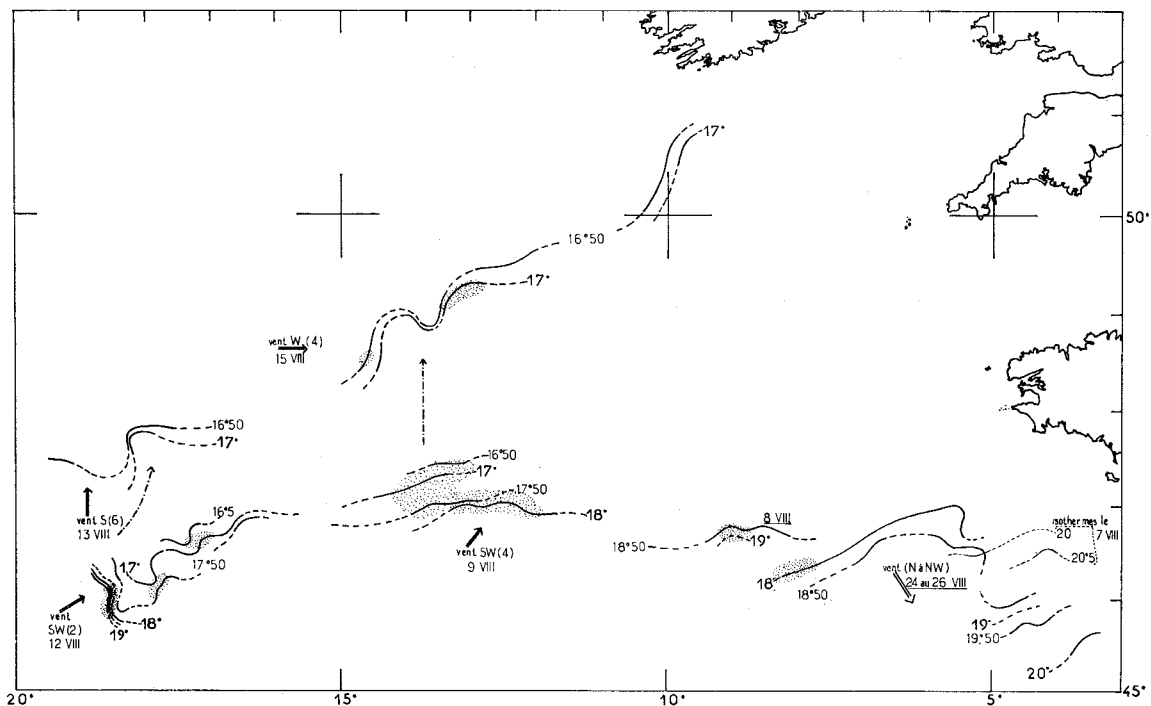 17°
50°
16°50
17°
vent W (4)
15 VIII
16°50
17°
16°50
17°
17°50
18°
vent S(6)
13 VIII
16°5
17°50
17°
18°
19°
vent
SW(2)
12 VIII
vent SW(4)
9 VIII
8 VIII
19°
18°50
18
18°50
isothermes le
20 7 VIII
20°5
vent (N à NW)
24 au 26 VIII
19°
19°50
20°
20° 15° 10° 5° 45°